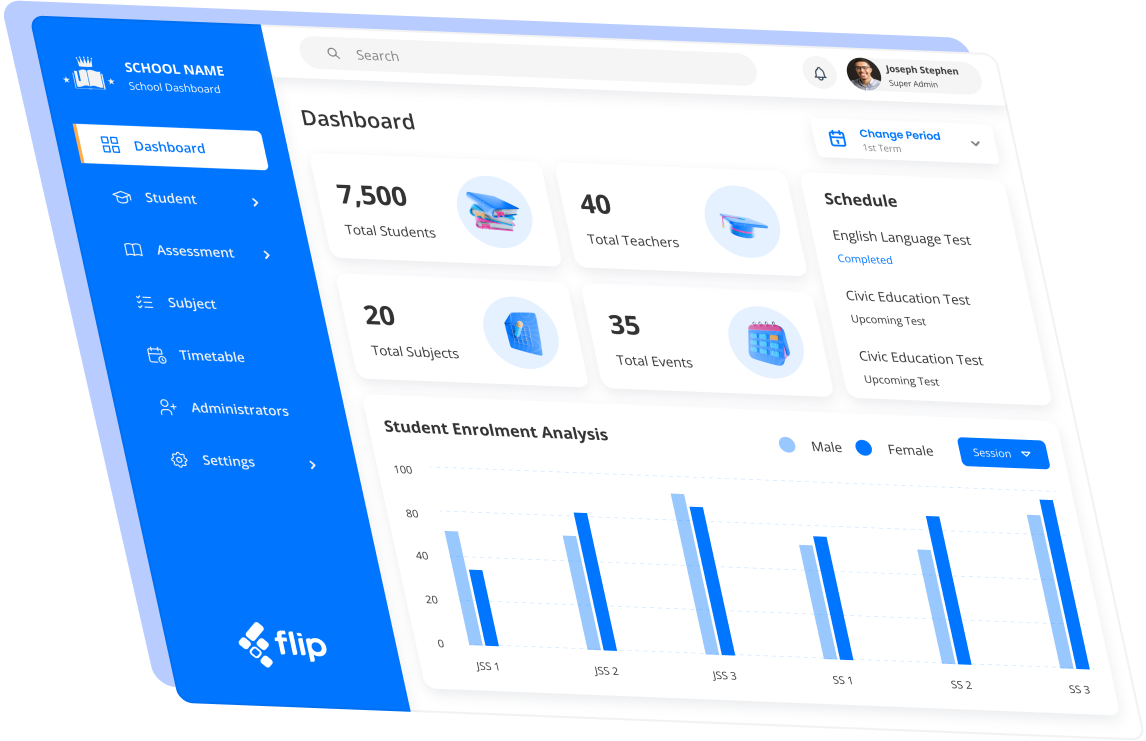 SCHOOL NAME
School Dashboard
Dashboard
Student
Assessment
Subject
Timetable
Administrators
Settings
flip
Search
Joseph Stephen
Super Admin
Dashboard
Change Period
1st Term
7,500
Total Students
40
Total Teachers
20
Total Subjects
35
Total Events
Schedule
English Language Test
Completed
Civic Education Test
Upcoming Test
Civic Education Test
Upcoming Test
Student Enrolment Analysis
Male
Female
Session
100
80
40
20
0
JSS 1
JSS 2
JSS 3
SS 1
SS 2
SS 3